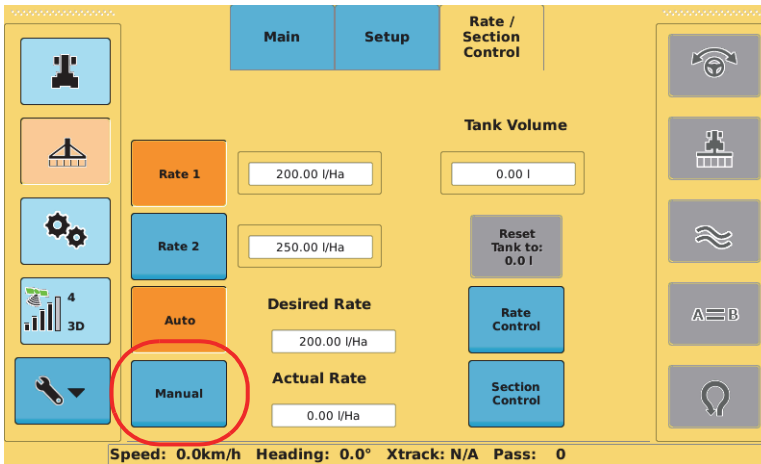 Main
Setup
Rate /
Section
Control
Tank Volume
Rate 1
200.00 l/Ha
0.00 l
Rate 2
250.00 l/Ha
Reset
Tank to:
0.0 l
4
3D
Auto
Desired Rate
200.00 l/Ha
Rate
Control
A B
Manual
Actual Rate
0.00 l/Ha
Section
Control
Speed: 0.0km/h Heading: 0.0° Xtrack: N/A Pass: 0